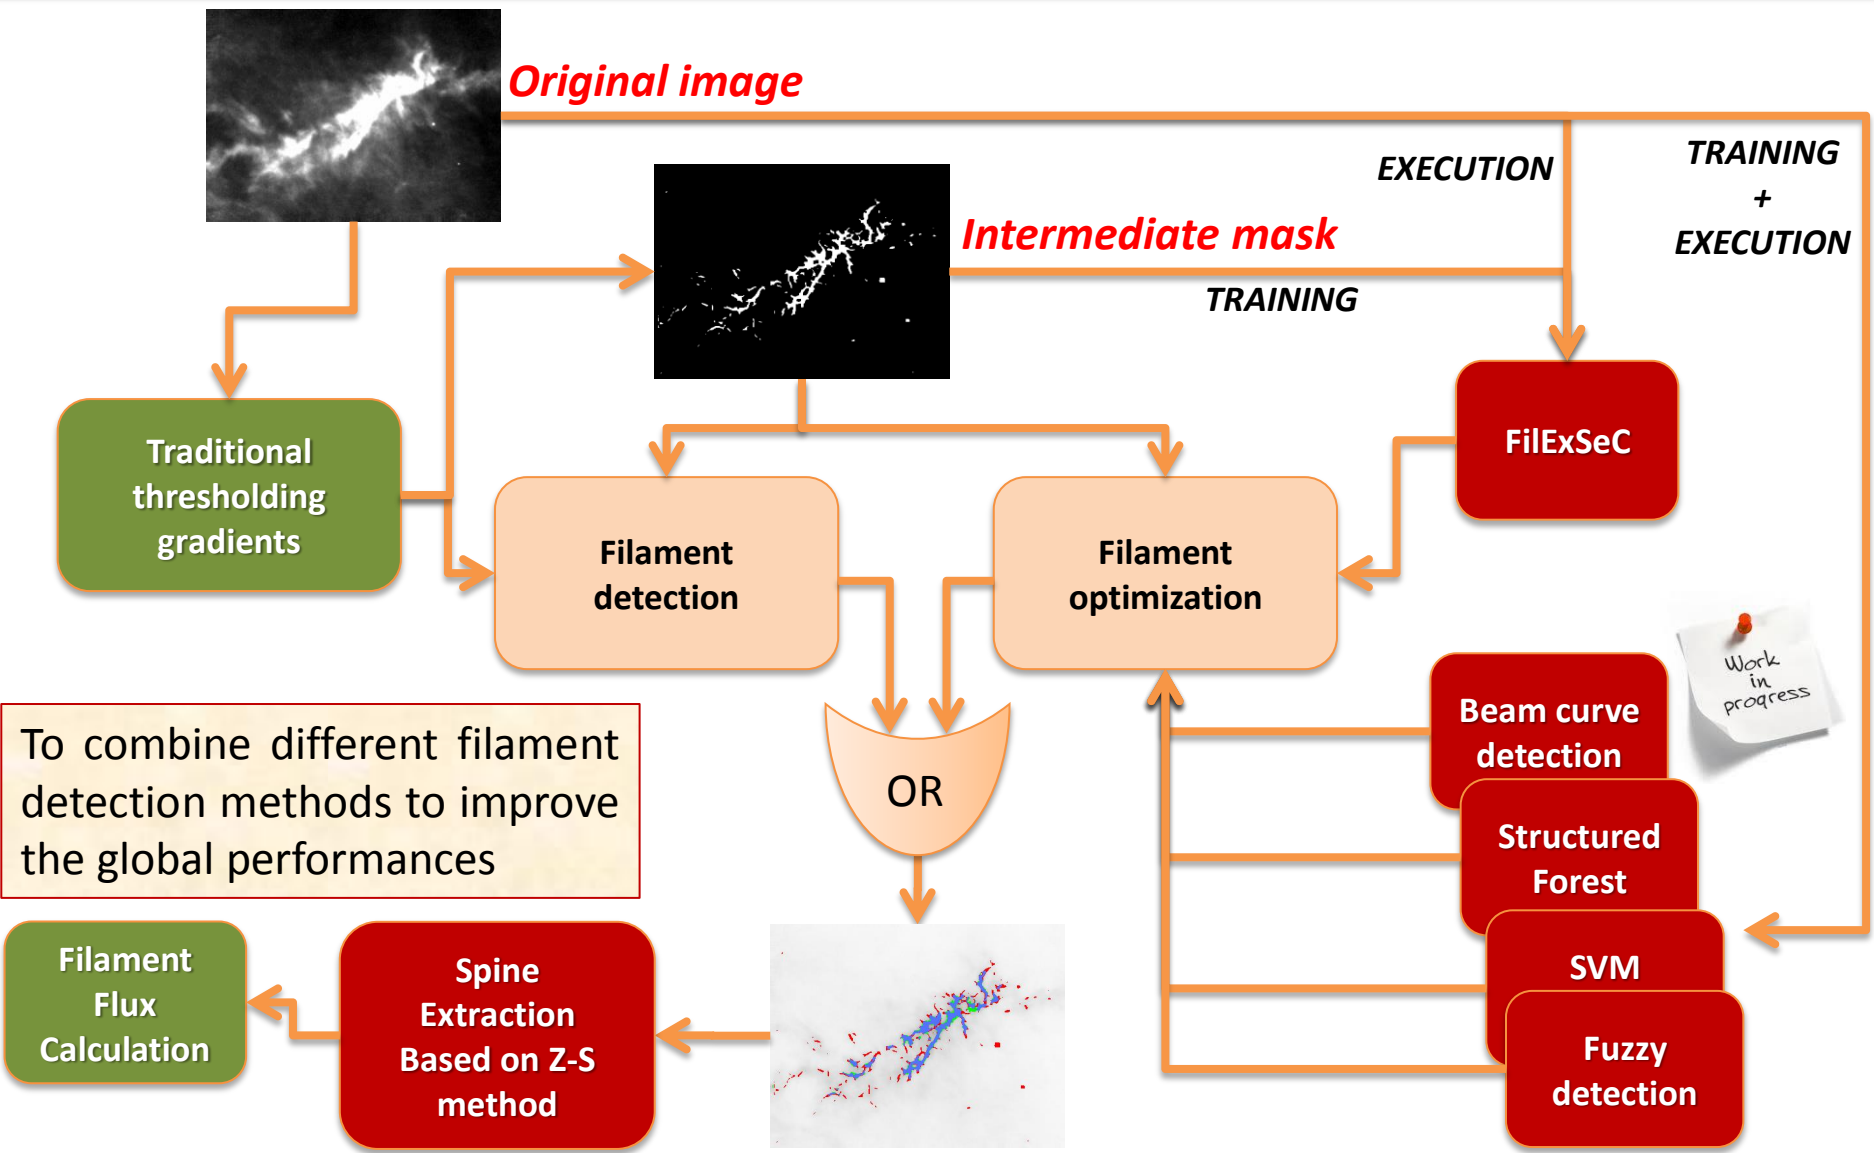 Original image
EXECUTION
TRAINING
+
EXECUTION
Intermediate mask
TRAINING
Traditional
thresholding
gradients
FilExSeC
Filament
detection
Filament
optimization
Work
in
progress
Beam curve
detection
To combine different filament
detection methods to improve
the global performances
OR
Structured
Forest
SVM
Fuzzy
detection
Filament
Flux
Calculation
Spine
Extraction
Based on Z-S
method